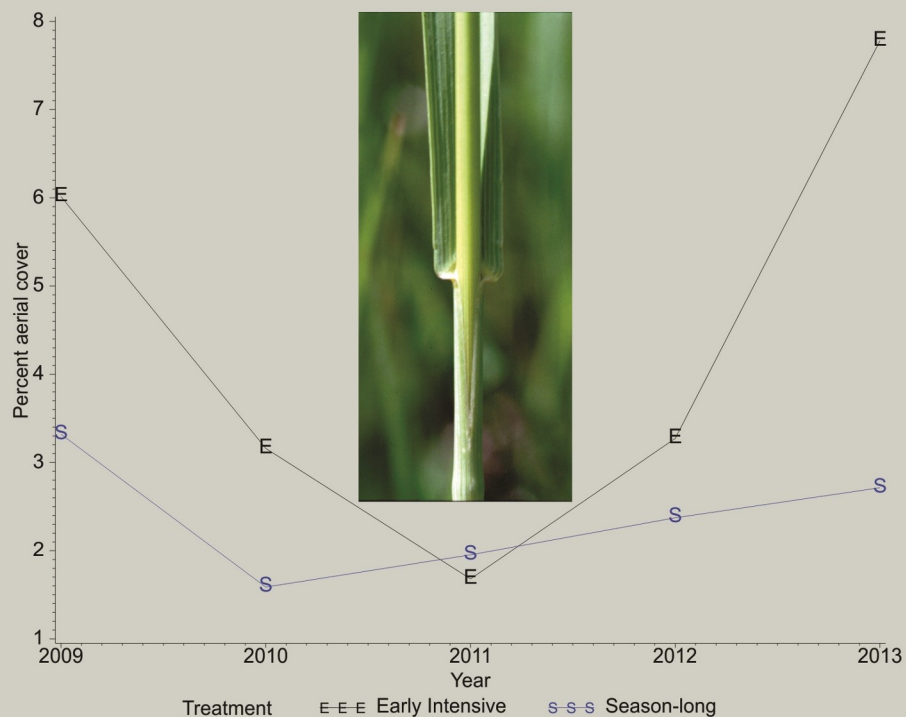 8
7
6
5
4
3
2
1
Percent aerial cover
E
E
E
E
E
S
S
S
S
S
2009 2010 2011 2012 2013
Year
Treatment E E E Early Intensive S S S Season-long